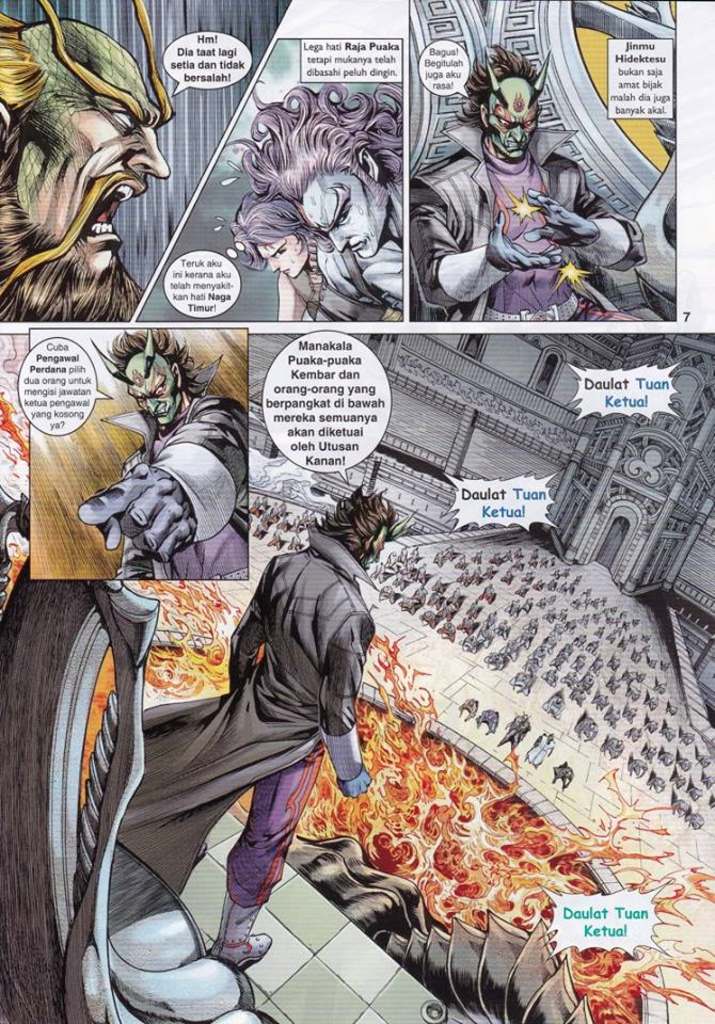 Hm!
Dia taat lagi
setia dan tidak
bersalah!
Lega hati Raja Puaka
tetapi mukanya telah
dibasahi peluh dingin.
Teruk aku
ini kerana aku
telah menyakit-
kan hati Naga
Timur!
Bagus!
Begitulah
juga aku
rasa!
Jinmu
Hidektesu
bukan saja
amat bijak
malah dia juga
banyak akal.
7
Cuba
Pengawal
Perdana pilih
dua orang untuk
mengisi jawatan
ketua pengawal
yang kosong
ya?
Manakala
Puaka-puaka
Kembar dan
orang-orang yang
berpangkat di bawah
mereka semuanya
akan diketuai
oleh Utusan
Kanan!
Daulat Tuan
Ketua!
Daulat Tuan
Ketua!
Daulat Tuan
Ketua!